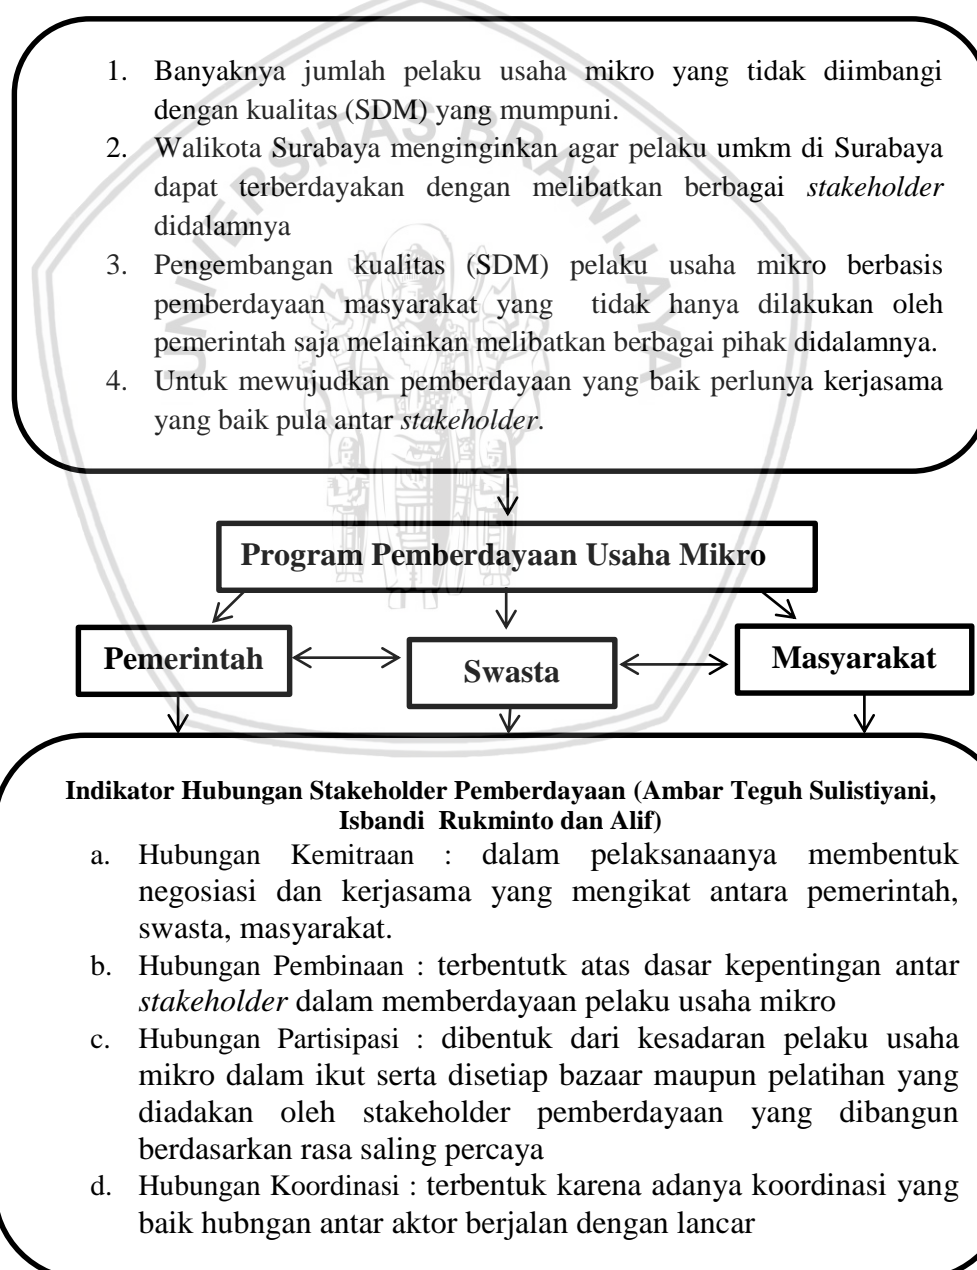 1. Banyaknya jumlah pelaku usaha mikro yang tidak diimbangi
dengan kualitas (SDM) yang mumpuni.
2. Walikota Surabaya menginginkan agar pelaku umkm di Surabaya
dapat terberdayakan dengan melibatkan berbagai stakeholder
didalamnya
3. Pengembangan kualitas (SDM) pelaku usaha mikro berbasis
pemberdayaan masyarakat yang tidak hanya dilakukan oleh
pemerintah saja melainkan melibatkan berbagai pihak didalamnya.
4. Untuk mewujudkan pemberdayaan yang baik perlunya kerjasama
yang baik pula antar stakeholder.
UNIVERSITAS BRAWIJAYA
Program Pemberdayaan Usaha Mikro
Pemerintah
Swasta
Masyarakat
Indikator Hubungan Stakeholder Pemberdayaan (Ambar Teguh Sulistiyani,
Isbandi Rukminto dan Alif)
a. Hubungan Kemitraan : dalam pelaksanaanya membentuk
negosiasi dan kerjasama yang mengikat antara pemerintah,
swasta, masyarakat.
b. Hubungan Pembinaan : terbentutk atas dasar kepentingan antar
stakeholder dalam memberdayaan pelaku usaha mikro
c. Hubungan Partisipasi : dibentuk dari kesadaran pelaku usaha
mikro dalam ikut serta disetiap bazaar maupun pelatihan yang
diadakan oleh stakeholder pemberdayaan yang dibangun
berdasarkan rasa saling percaya
d. Hubungan Koordinasi : terbentuk karena adanya koordinasi yang
baik hubngan antar aktor berjalan dengan lancar